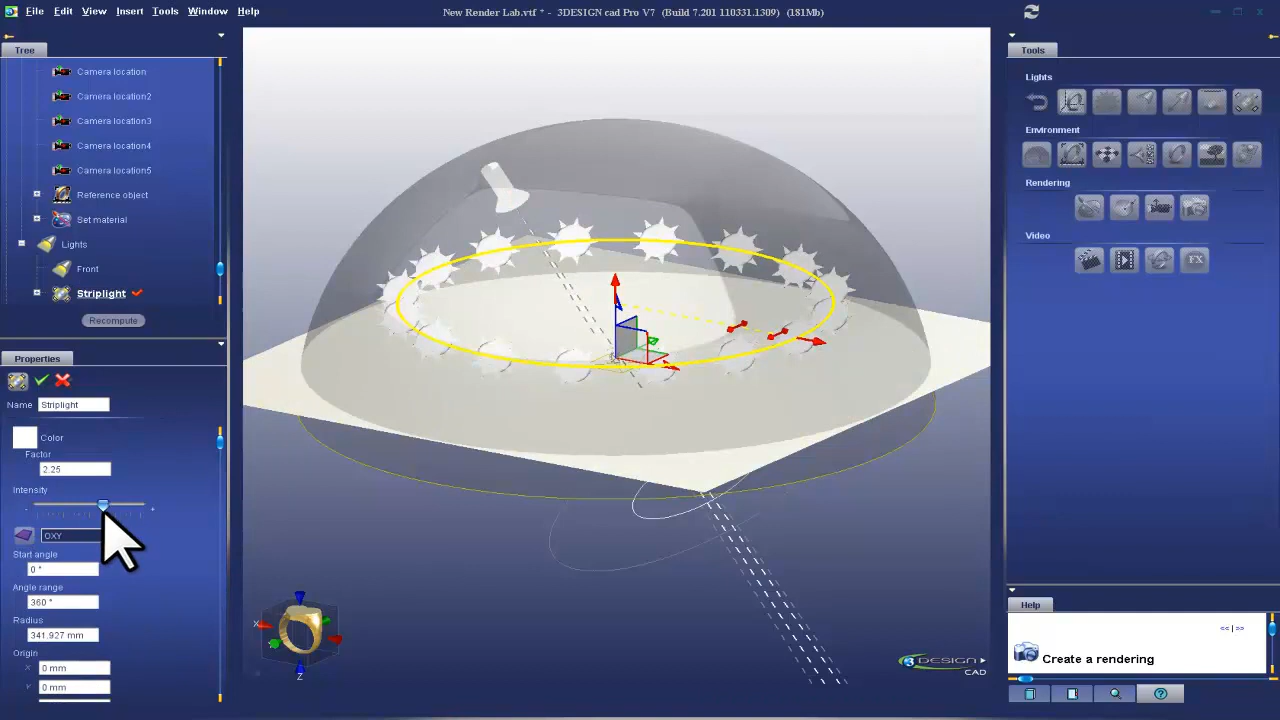 File Edit View Insert Tools Window Help
New Render Lab.vtf * - 3DESIGN cad Pro V7 (Build 7.201 110331.1309) (181Mb)
Tree
Camera location
Camera location2
Camera location3
Camera location4
Camera location5
Reference object
Set material
Lights
Front
Striplight
Recompute
Properties
Name Striplight
Color
Factor
2.25
Intensity
- +
OXY
Start angle
0 °
Angle range
360 °
Radius
341.927 mm
Origin
X 0 mm
Y 0 mm
X
Y
Z
3DESIGN
CAD
Tools
Lights
Environment
Rendering
Video
FX
Help
<< | >>
Create a rendering